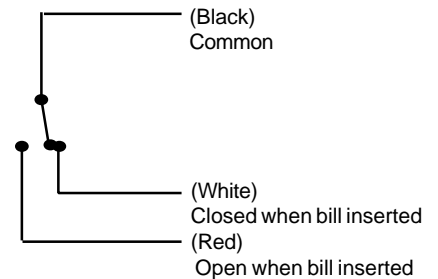 (Black)
Common
(White)
Closed when bill inserted
(Red)
Open when bill inserted